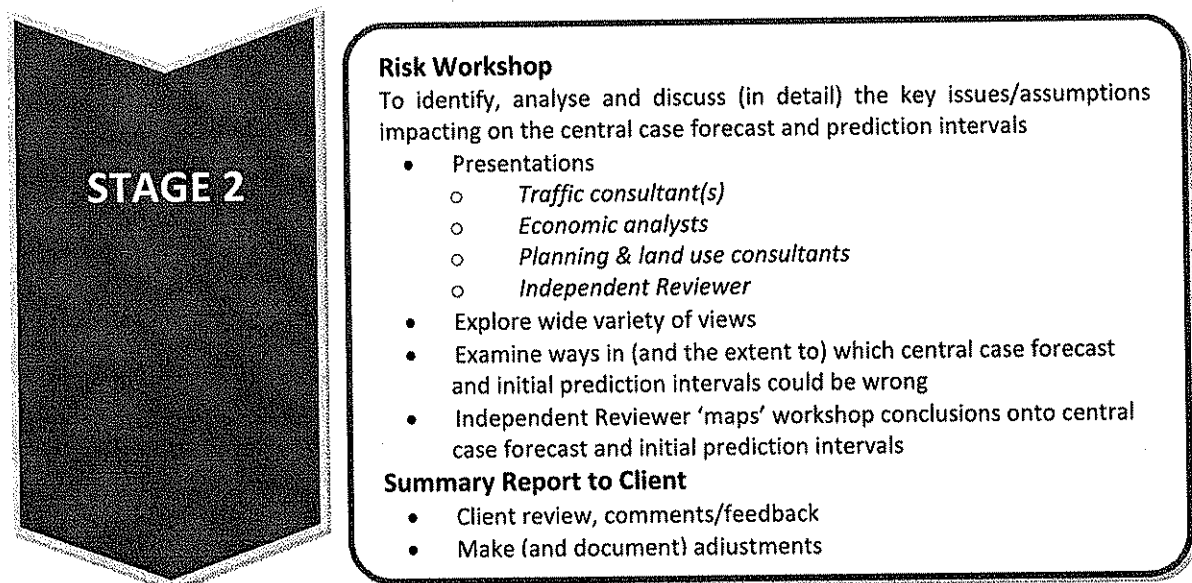 STAGE 2
Risk Workshop
To identify, analyse and discuss (in detail) the key issues/assumptions
impacting on the central case forecast and prediction intervals
• Presentations
o Traffic consultant(s)
o Economic analysts
o Planning & land use consultants
o Independent Reviewer
• Explore wide variety of views
• Examine ways in (and the extent to) which central case forecast
and initial prediction intervals could be wrong
• Independent Reviewer 'maps' workshop conclusions onto central
case forecast and initial prediction intervals
Summary Report to Client
• Client review, comments/feedback
• Make (and document) adjustments